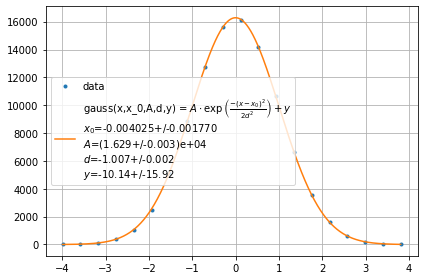 16000
14000
12000
10000
8000
6000
4000
2000
0
data
gauss(x,x_0,A,d,y) = A · exp (−(x − x₀)² / 2d²) + y
x₀=-0.004025+/-0.001770
A=(1.629+/-0.003)e+04
d=-1.007+/-0.002
y=-10.14+/-15.92
−4 −3 −2 −1 0 1 2 3 4